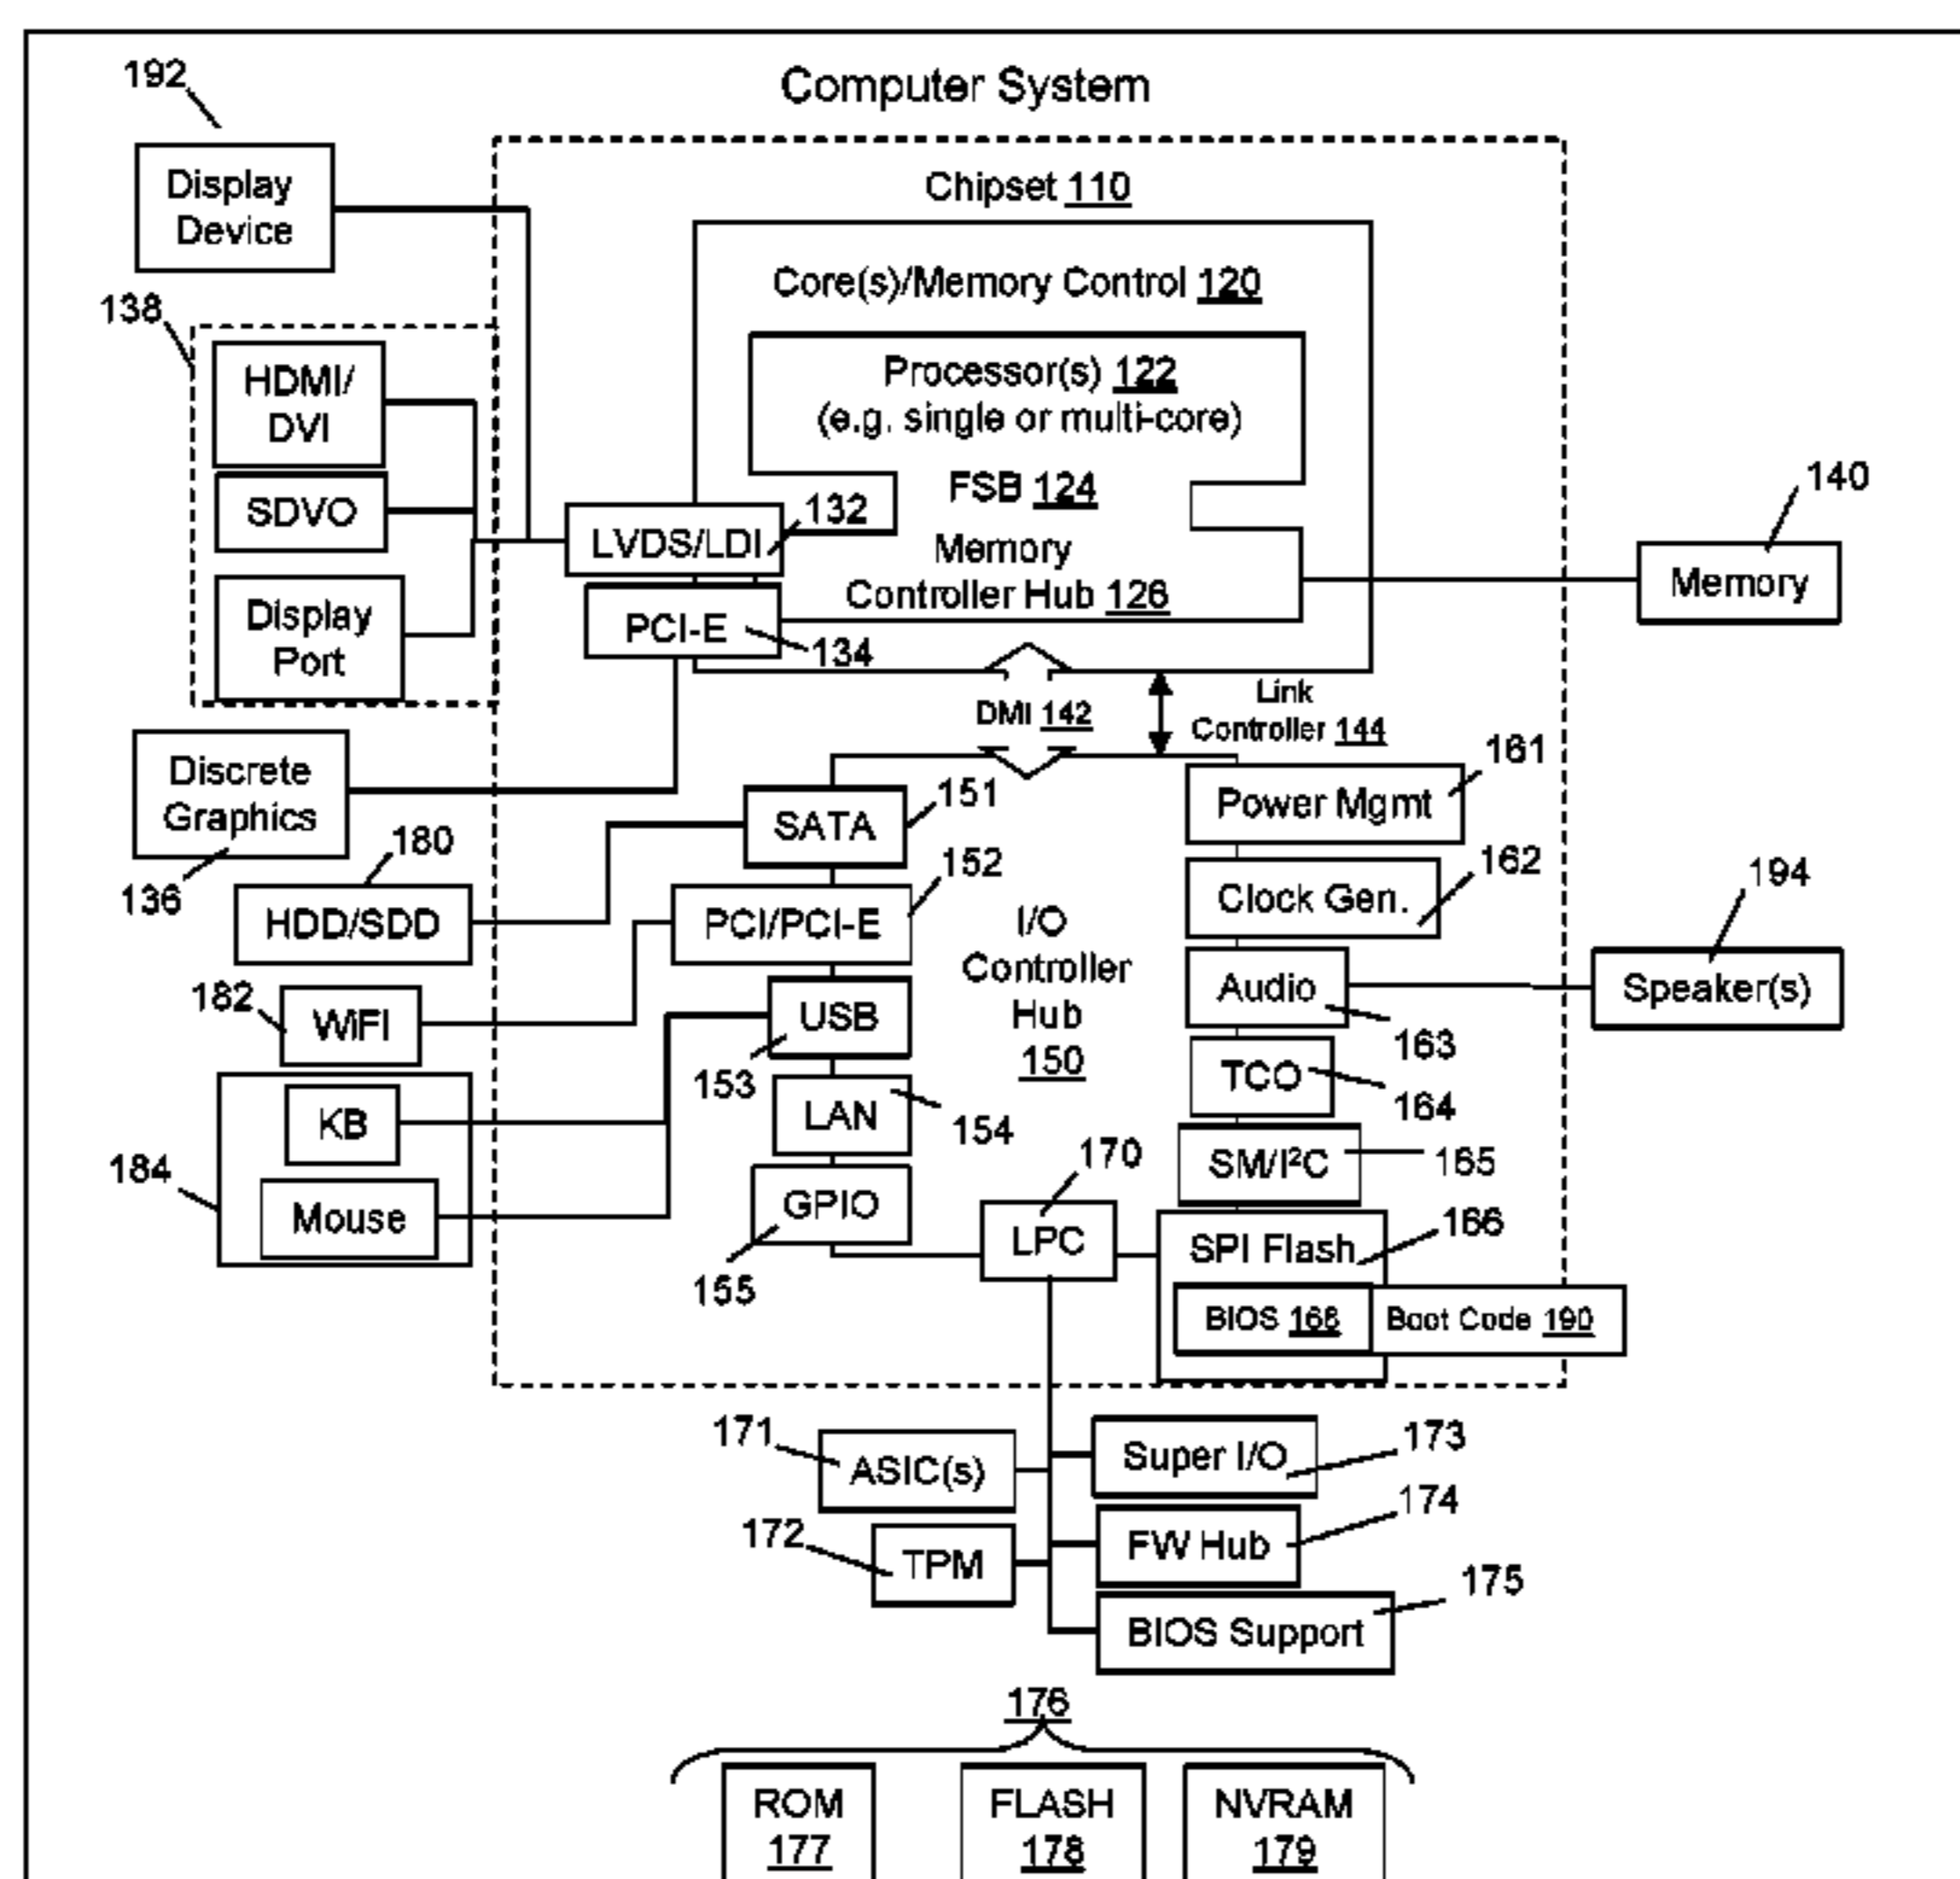 Computer System
192
Display
Device
Chipset 110
Core(s)/Memory Control 120
138
HDMI/
DVI
SDVO
Display
Port
Processor(s) 122
(e.g. single or multi-core)
FSB 124
132
LVDS/LDI
Memory
Controller Hub 126
PCI-E
134
140
Memory
DMI 142
Link
Controller 144
Discrete
Graphics
136
151
SATA
161
Power Mgmt
180
HDD/SDD
152
PCI/PCI-E
162
Clock Gen.
I/O
Controller
Hub
150
194
Speaker(s)
182
WiFI
USB
153
Audio
163
184
KB
Mouse
LAN
154
TCO
164
SM/I²C
165
GPIO
155
170
LPC
166
SPI Flash
BIOS 168
Boot Code 190
171
ASIC(s)
173
Super I/O
172
TPM
174
FW Hub
175
BIOS Support
176
ROM
177
FLASH
178
NVRAM
179